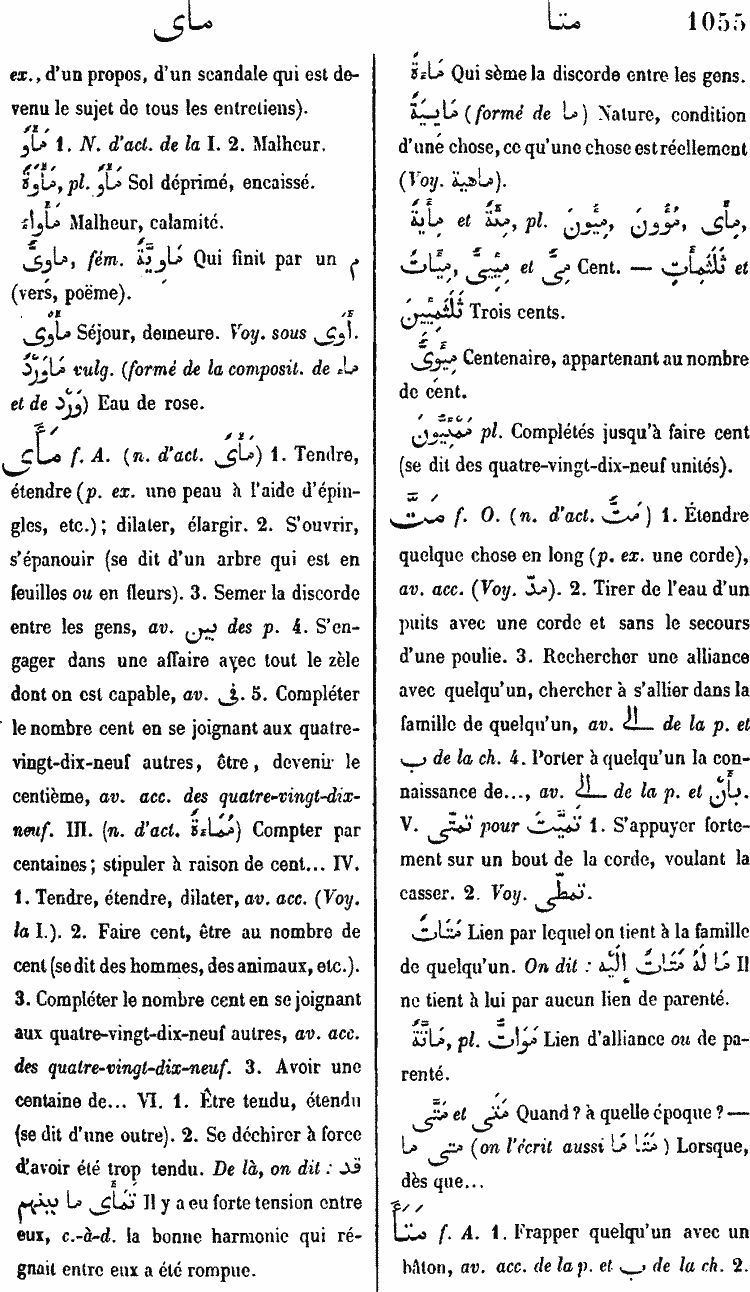 ماى
متا
1055
ex., d'un propos, d'un scandale qui est de-
venu le sujet de tous les entretiens).
مَأْوٌ 1. N. d'act. de la I. 2. Malheur.
مَأْوَةٌ, pl. مَأْوٌ Sol déprimé, encaissé.
مَأْوَاء Malheur, calamité.
مَاوِىٌّ, fém. مَاوِيَّةٌ Qui finit par un م
(vers, poëme).
مَأْوًى Séjour, demeure. Voy. sous أَوَى.
مَاوَرْدٌ vulg. (formé de la composit. de ماء
et de وَرْد) Eau de rose.
مَأَى f. A. (n. d'act. مَأْىٌ) 1. Tendre,
étendre (p. ex. une peau à l'aide d'épin-
gles, etc.); dilater, élargir. 2. S'ouvrir,
s'épanouir (se dit d'un arbre qui est en
feuilles ou en fleurs). 3. Semer la discorde
entre les gens, av. بين des p. 4. S'en-
gager dans une affaire avec tout le zèle
dont on est capable, av. فى. 5. Compléter
le nombre cent en se joignant aux quatre-
vingt-dix-neuf autres, être, devenir le
centième, av. acc. des quatre-vingt-dix-
neuf. III. (n. d'act. مُمَاءَةٌ) Compter par
centaines; stipuler à raison de cent... IV.
1. Tendre, étendre, dilater, av. acc. (Voy.
la I.). 2. Faire cent, être au nombre de
cent (se dit des hommes, des animaux, etc.).
3. Compléter le nombre cent en se joignant
aux quatre-vingt-dix-neuf autres, av. acc.
des quatre-vingt-dix-neuf. 3. Avoir une
centaine de... VI. 1. Être tendu, étendu
(se dit d'une outre). 2. Se déchirer à force
d'avoir été trop tendu. De là, on dit : قد
تَمَأَى ما بينهم Il y a eu forte tension entre
eux, c.-à-d. la bonne harmonie qui ré-
gnait entre eux a été rompue.
مَاءَةٌ Qui sème la discorde entre les gens.
مَايِيَّةٌ (formé de ما) Nature, condition
d'une chose, ce qu'une chose est réellement
(Voy. ماهية).
مِأْيَةٌ et مِئَةٌ, pl. مِئُونَ, مُؤُونَ, مِأًى,
مِئَاتٌ, مِئِىٌّ et مِىٌّ Cent. — ثَلْثُمِأَتٍ et
ثَلْثُمِئِينَ Trois cents.
مِئَوِىٌّ Centenaire, appartenant au nombre
de cent.
pl. Complétés jusqu'à faire cent
(se dit des quatre-vingt-dix-neuf unités).
مَتَّ f. O. (n. d'act. مَتٌّ) 1. Étendre
quelque chose en long (p. ex. une corde),
av. acc. (Voy. مدّ). 2. Tirer de l'eau d'un
puits avec une corde et sans le secours
d'une poulie. 3. Rechercher une alliance
avec quelqu'un, chercher à s'allier dans la
famille de quelqu'un, av. الى de la p. et
ب de la ch. 4. Porter à quelqu'un la con-
naissance de..., av. الى de la p. et بِأَنْ.
V. تمتّى pour تمتّت 1. S'appuyer forte-
ment sur un bout de la corde, voulant la
casser. 2. Voy. تمطّى.
مَتَاتٌ Lien par lequel on tient à la famille
de quelqu'un. On dit : مَا لَهُ مَتَاتٌ إِلَيْهِ Il
ne tient à lui par aucun lien de parenté.
مَاتَّةٌ, pl. مَوَاتُّ Lien d'alliance ou de pa-
renté.
مَتَّى et مَتَى Quand ? à quelle époque ? —
متى ما (on l'écrit aussi مَتَا مَا) Lorsque,
dès que...
مَتَأَ f. A. 1. Frapper quelqu'un avec un
bâton, av. acc. de la p. et ب de la ch. 2.